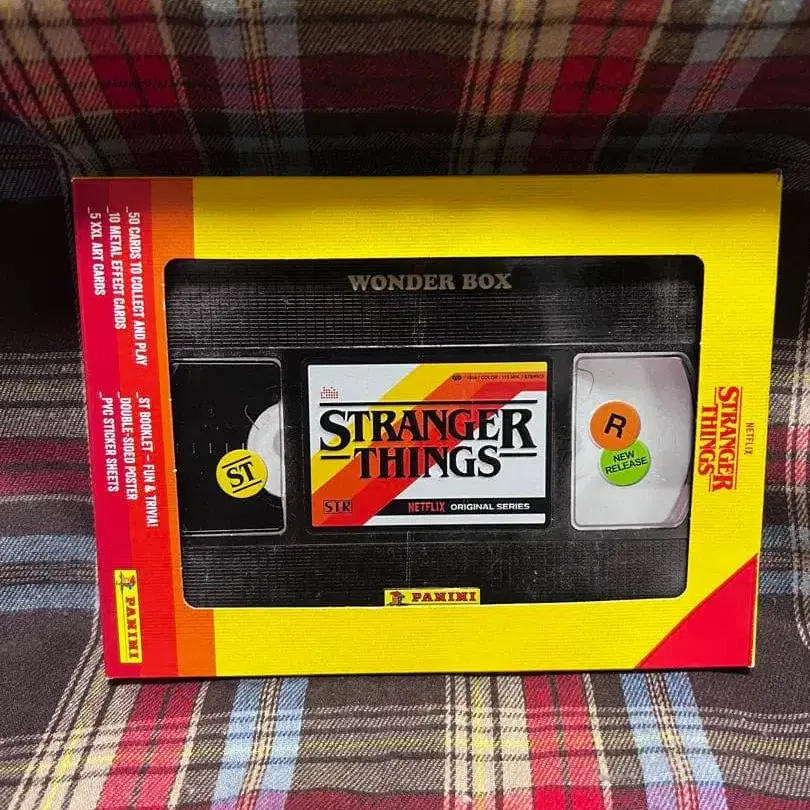 _50 CARDS TO COLLECT AND PLAY
_10 METAL EFFECT CARDS
_5 XXL ART CARDS
_ST BOOKLET – FUN & TRIVIA!
_DOUBLE-SIDED POSTER
_PVC STICKER SHEETS
PANINI
WONDER BOX
STRANGER
THINGS
STR
NETFLIX ORIGINAL SERIES
ST
R
NEW
RELEASE
PANINI
NETFLIX
STRANGER
THINGS